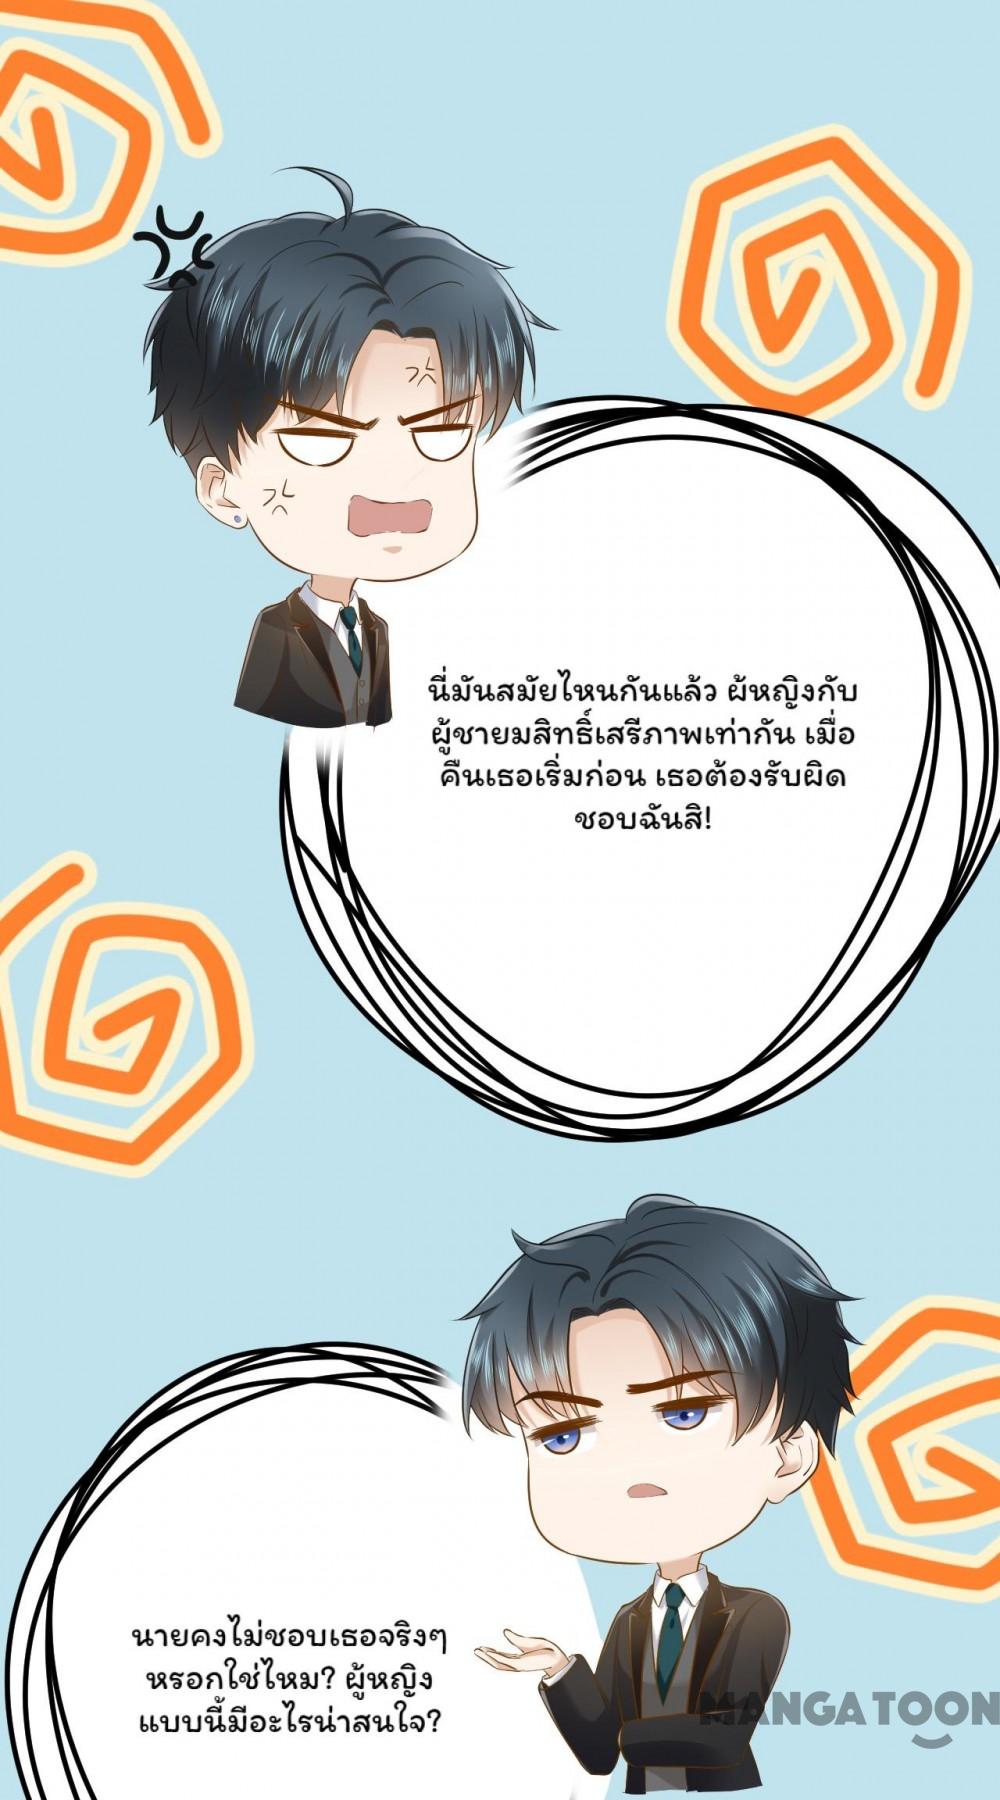 นี่มันสมัยไหนกันแล้ว ผ้หญิงกับ
ผู้ชายมสิทธิ์เสรีภาพเท่ากัน เมื่อ
คืนเธอเริ่มก่อน เธอต้องรับผิด
ชอบฉันสิ!
นายคงไม่ชอบเธอจริงๆ
หรอกใช่ไหม? ผู้หญิง
แบบนี้มีอะไรน่าสนใจ?
MANGATOON